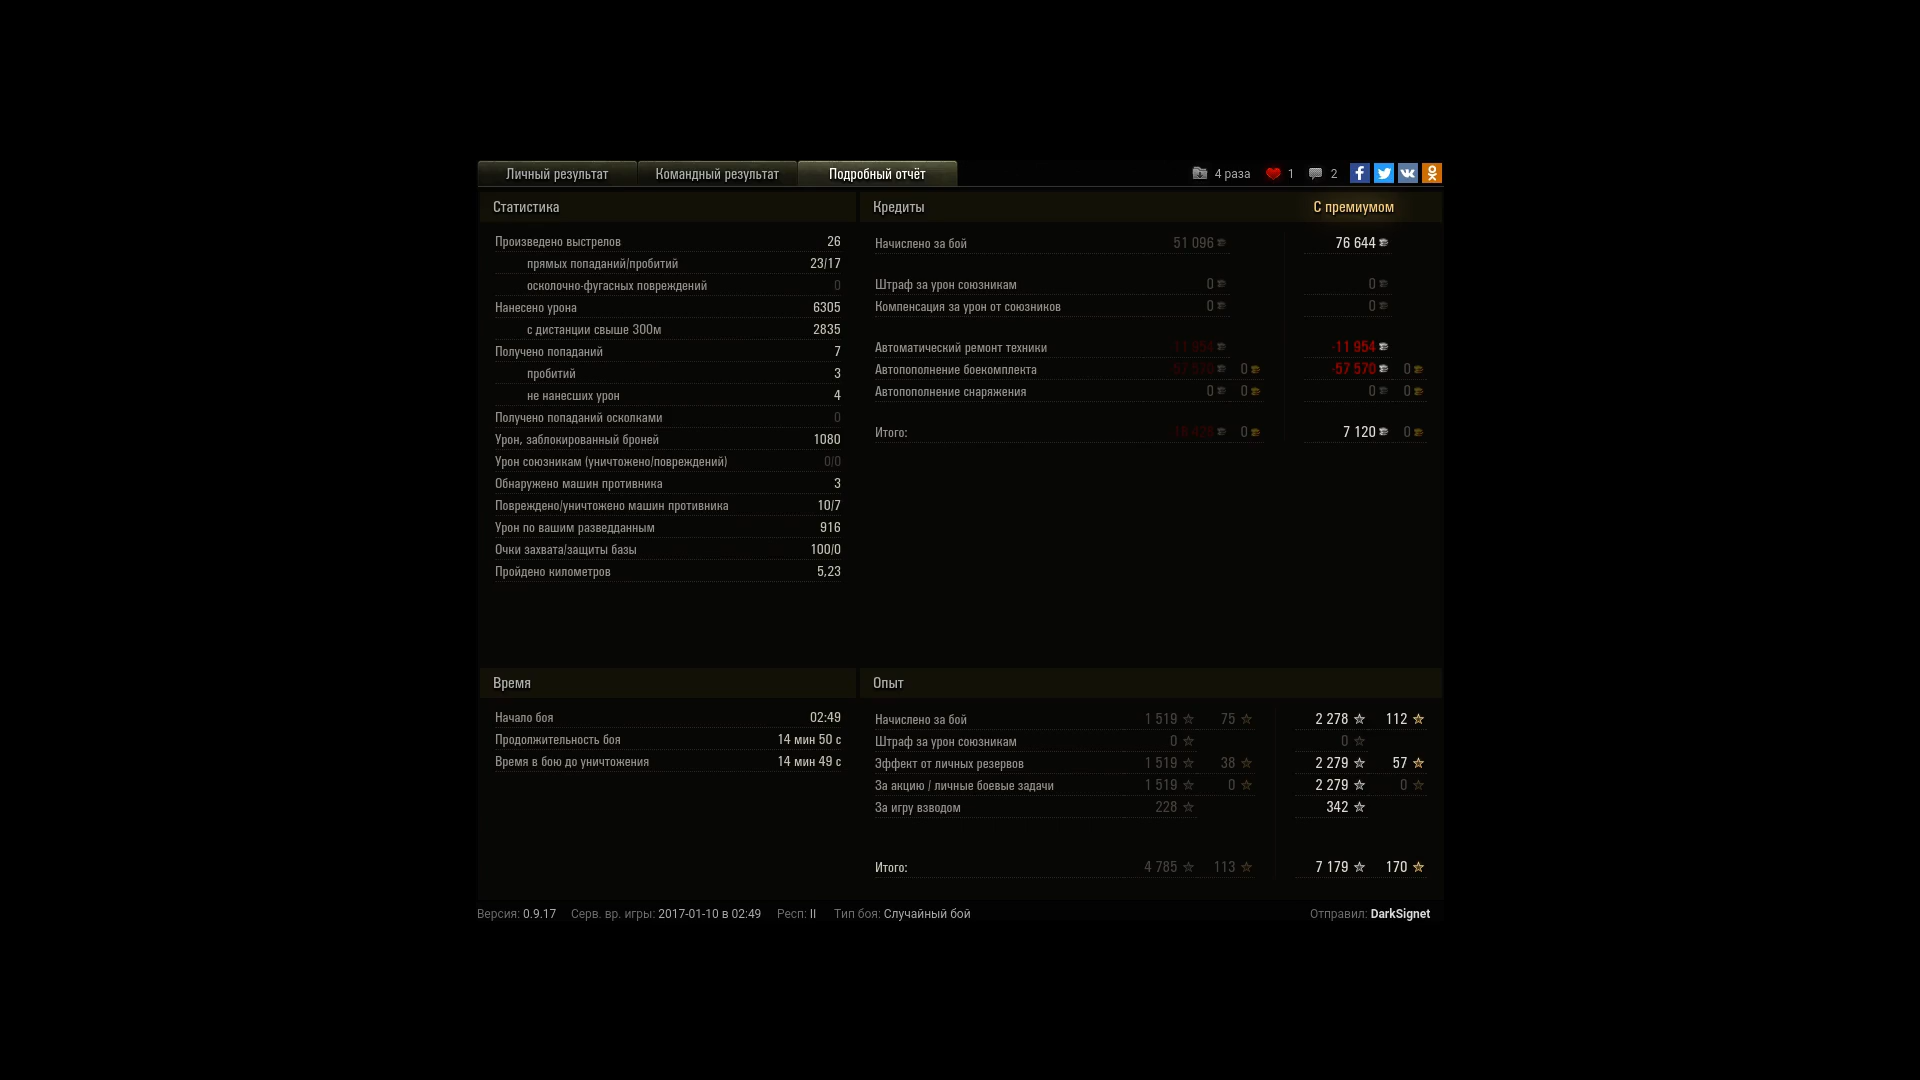 Личный результат Командный результат Подробный отчёт 4 раза 1 2
Статистика
Произведено выстрелов 26
прямых попаданий/пробитий 23/17
осколочно-фугасных повреждений 0
Нанесено урона 6305
с дистанции свыше 300м 2835
Получено попаданий 7
пробитий 3
не нанесших урон 4
Получено попаданий осколками 0
Урон, заблокированный броней 1080
Урон союзникам (уничтожено/повреждений) 0/0
Обнаружено машин противника 3
Повреждено/уничтожено машин противника 10/7
Урон по вашим разведданным 916
Очки захвата/защиты базы 100/0
Пройдено километров 5,23
Кредиты С премиумом
Начислено за бой 51 096 76 644
Штраф за урон союзникам 0 0
Компенсация за урон от союзников 0 0
Автоматический ремонт техники -11 954 -11 954
Автопополнение боекомплекта -57 570 0 -57 570 0
Автопополнение снаряжения 0 0 0 0
Итого: -18 428 0 7 120 0
Время
Начало боя 02:49
Продолжительность боя 14 мин 50 с
Время в бою до уничтожения 14 мин 49 с
Опыт
Начислено за бой 1 519 75 2 278 112
Штраф за урон союзникам 0 0
Эффект от личных резервов 1 519 38 2 279 57
За акцию / личные боевые задачи 1 519 0 2 279 0
За игру взводом 228 342
Итого: 4 785 113 7 179 170
Версия: 0.9.17 Серв. вр. игры: 2017-01-10 в 02:49 Респ: II Тип боя: Случайный бой Отправил: DarkSignet